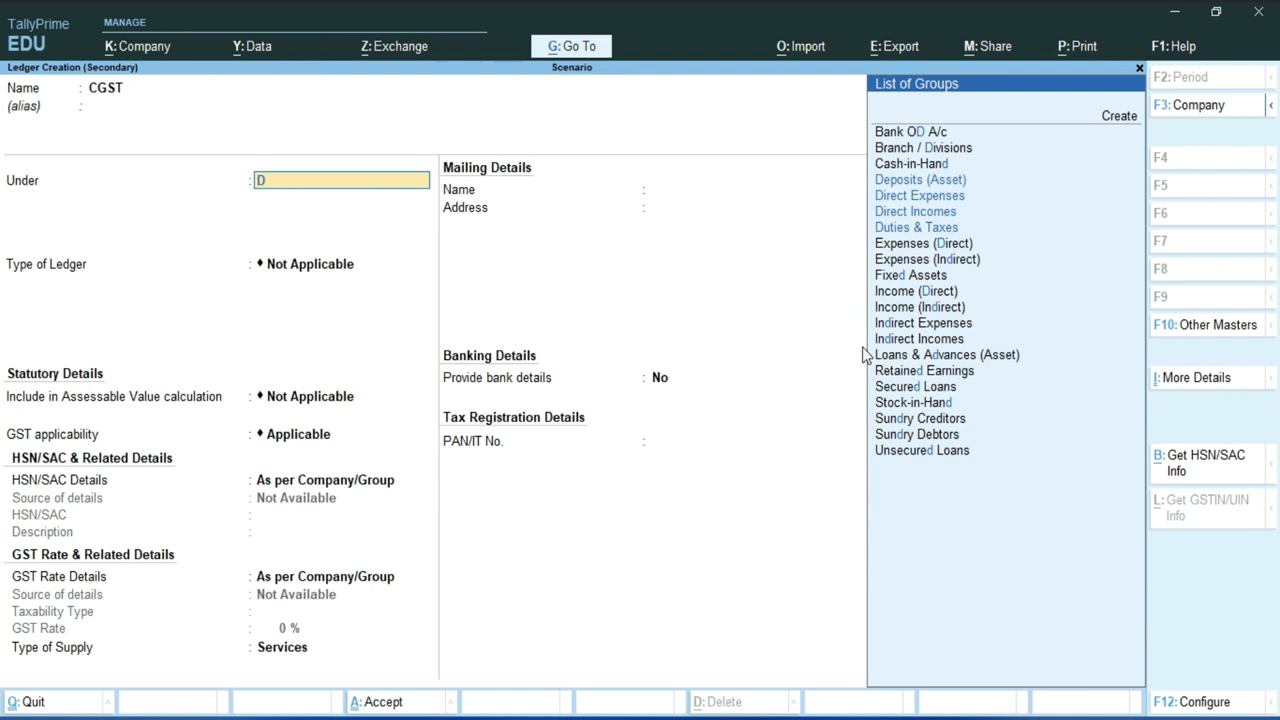 TallyPrime
EDU
MANAGE
K:Company
Y:Data
Z:Exchange
G:Go To
O:Import
E:Export
M:Share
P:Print
F1:Help
Ledger Creation (Secondary)
Scenario
Name : CGST
(alias) :
Under : D
Type of Ledger : ♦ Not Applicable
Statutory Details
Include in Assessable Value calculation : ♦ Not Applicable
GST applicability : ♦ Applicable
HSN/SAC & Related Details
HSN/SAC Details : As per Company/Group
Source of details : Not Available
HSN/SAC :
Description :
GST Rate & Related Details
GST Rate Details : As per Company/Group
Source of details : Not Available
Taxability Type :
GST Rate : 0 %
Type of Supply : Services
Mailing Details
Name :
Address :
Banking Details
Provide bank details : No
Tax Registration Details
PAN/IT No. :
List of Groups
Create
Bank OD A/c
Branch / Divisions
Cash-in-Hand
Deposits (Asset)
Direct Expenses
Direct Incomes
Duties & Taxes
Expenses (Direct)
Expenses (Indirect)
Fixed Assets
Income (Direct)
Income (Indirect)
Indirect Expenses
Indirect Incomes
Loans & Advances (Asset)
Retained Earnings
Secured Loans
Stock-in-Hand
Sundry Creditors
Sundry Debtors
Unsecured Loans
F2:Period
F3:Company
F4
F5
F6
F7
F8
F9
F10:Other Masters
I:More Details
B:Get HSN/SAC
Info
L:Get GSTIN/UIN
Info
Q:Quit
A:Accept
D:Delete
F12:Configure